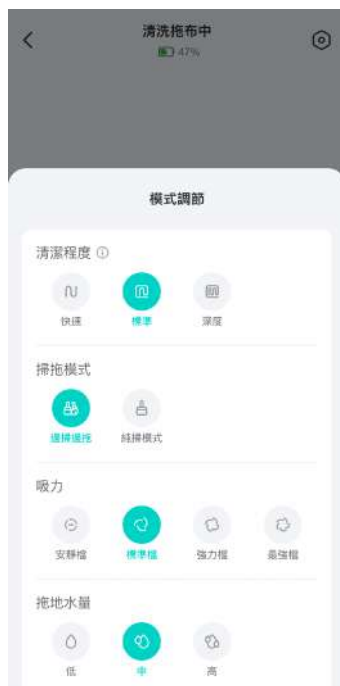 清洗拖布中
47%
模式調節
清潔程度
快速 標準 深度
掃拖模式
邊掃邊拖 純掃模式
吸力
安靜檔 標準檔 強力檔 最強檔
拖地水量
低 中 高